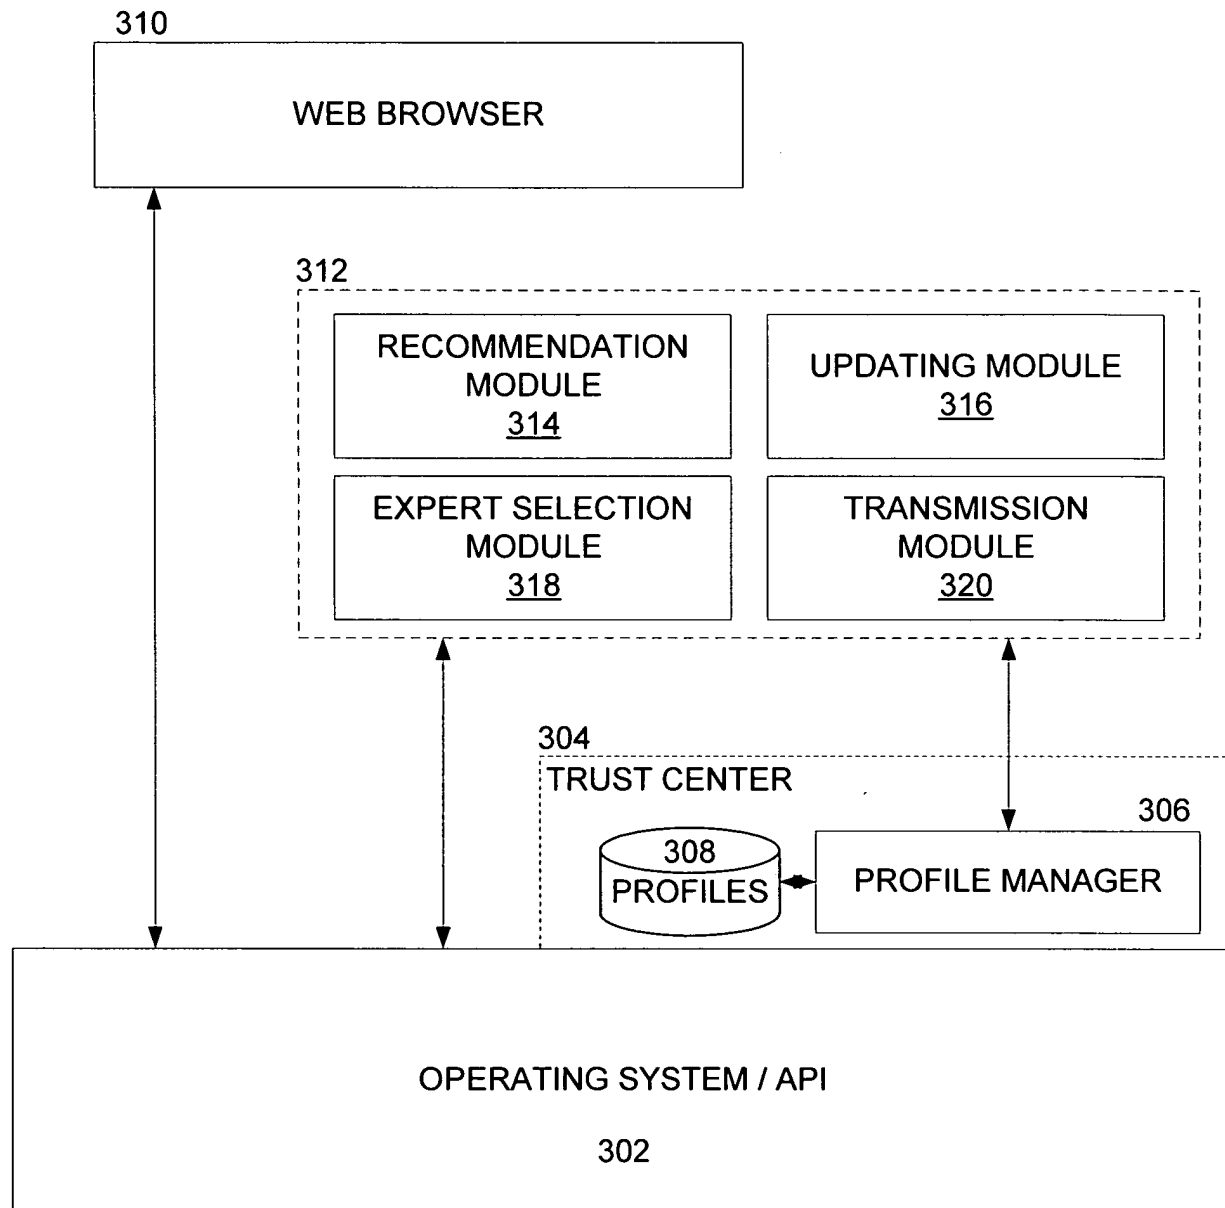 310
WEB BROWSER
312
RECOMMENDATION
MODULE
314
UPDATING MODULE
316
EXPERT SELECTION
MODULE
318
TRANSMISSION
MODULE
320
304
TRUST CENTER
306
308
PROFILES
PROFILE MANAGER
OPERATING SYSTEM / API
302